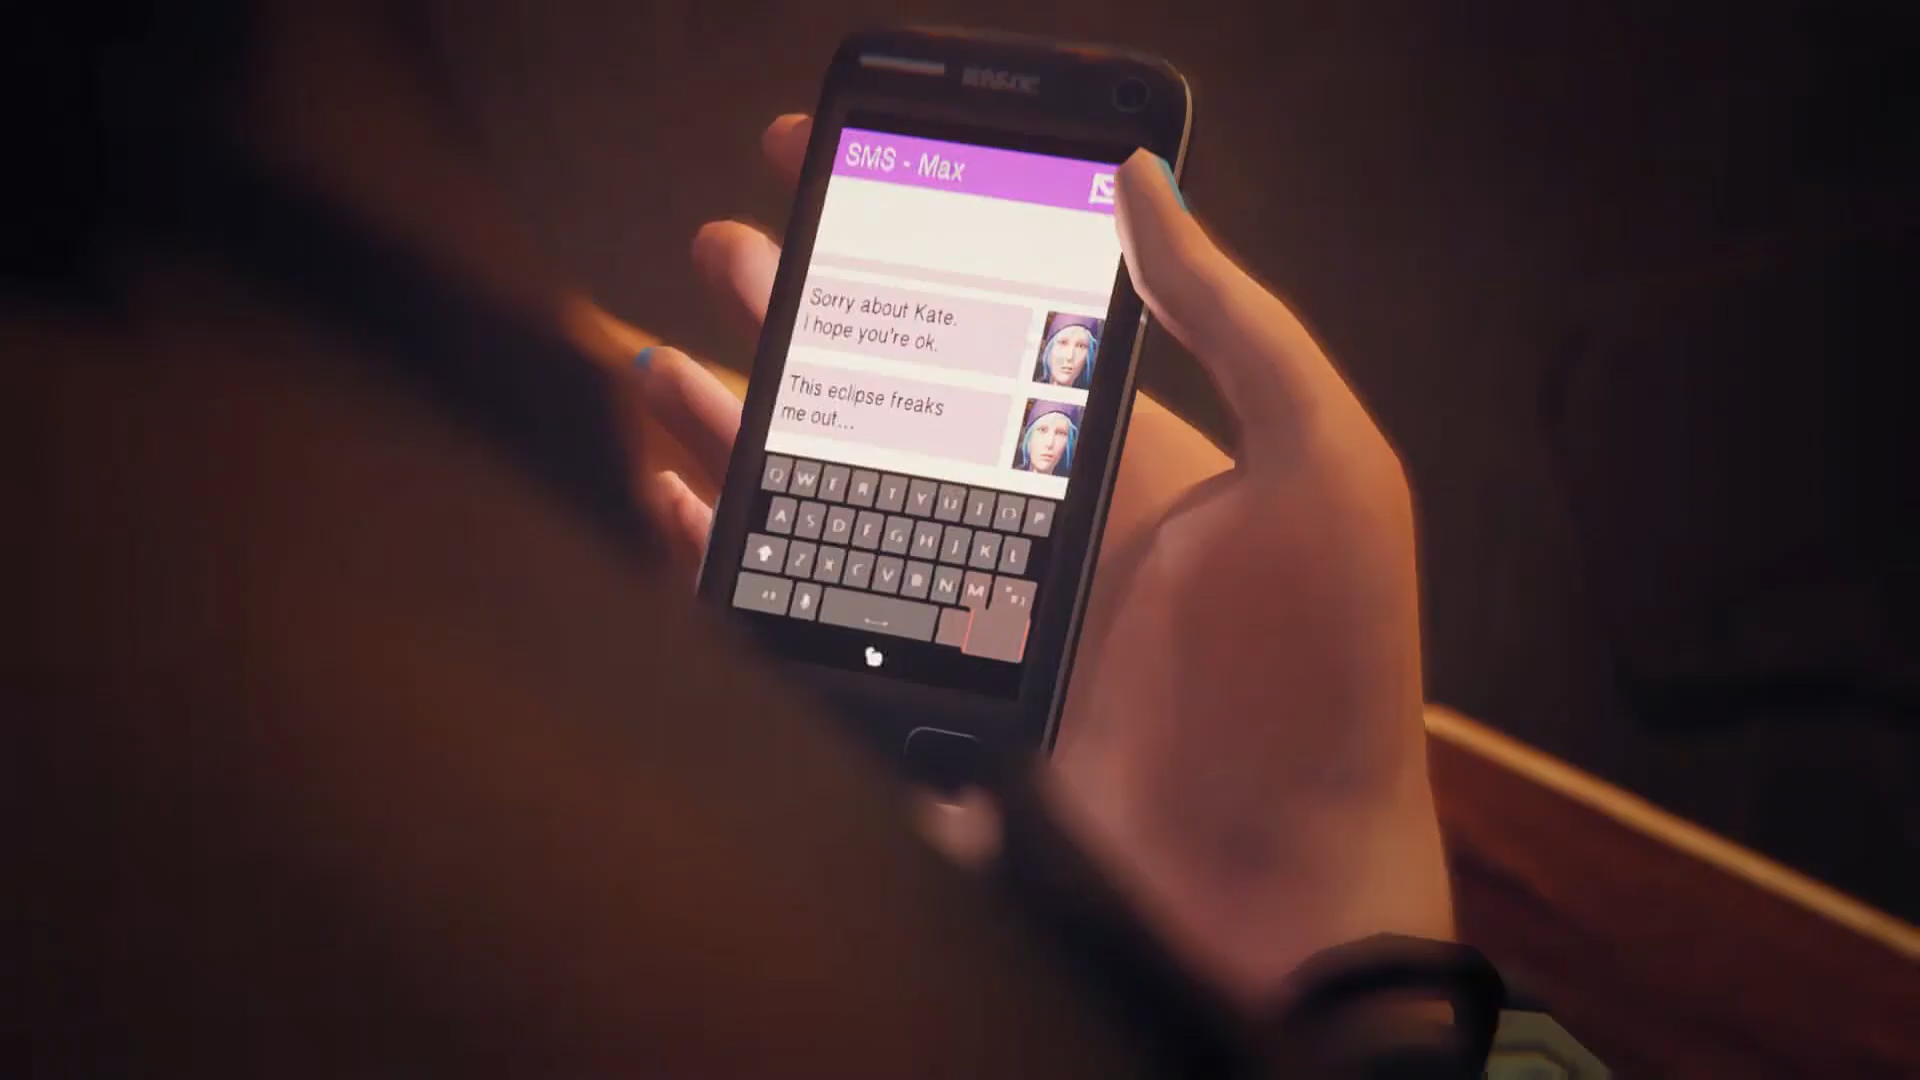 SMS - Max
Sorry about Kate.
I hope you're ok.
This eclipse freaks
me out...
Q W E R T Y U I O P
A S D F G H J K L
Z X C V B N M